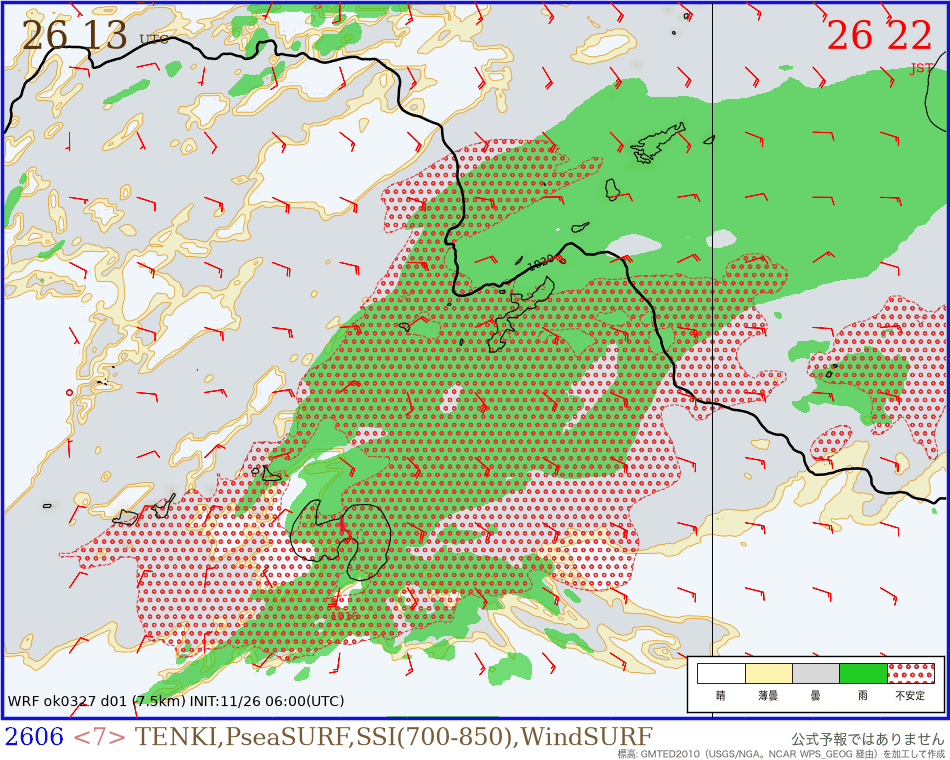 26 13 UTC
26 22
JST
1020
1016
WRF ok0327 d01 (7.5km) INIT:11/26 06:00(UTC)
晴 薄曇 曇 雨 不安定
2606 <7> TENKI,PseaSURF,SSI(700-850),WindSURF
公式予報ではありません
標高: GMTED2010（USGS/NGA。NCAR WPS_GEOG 経由）を加工して作成